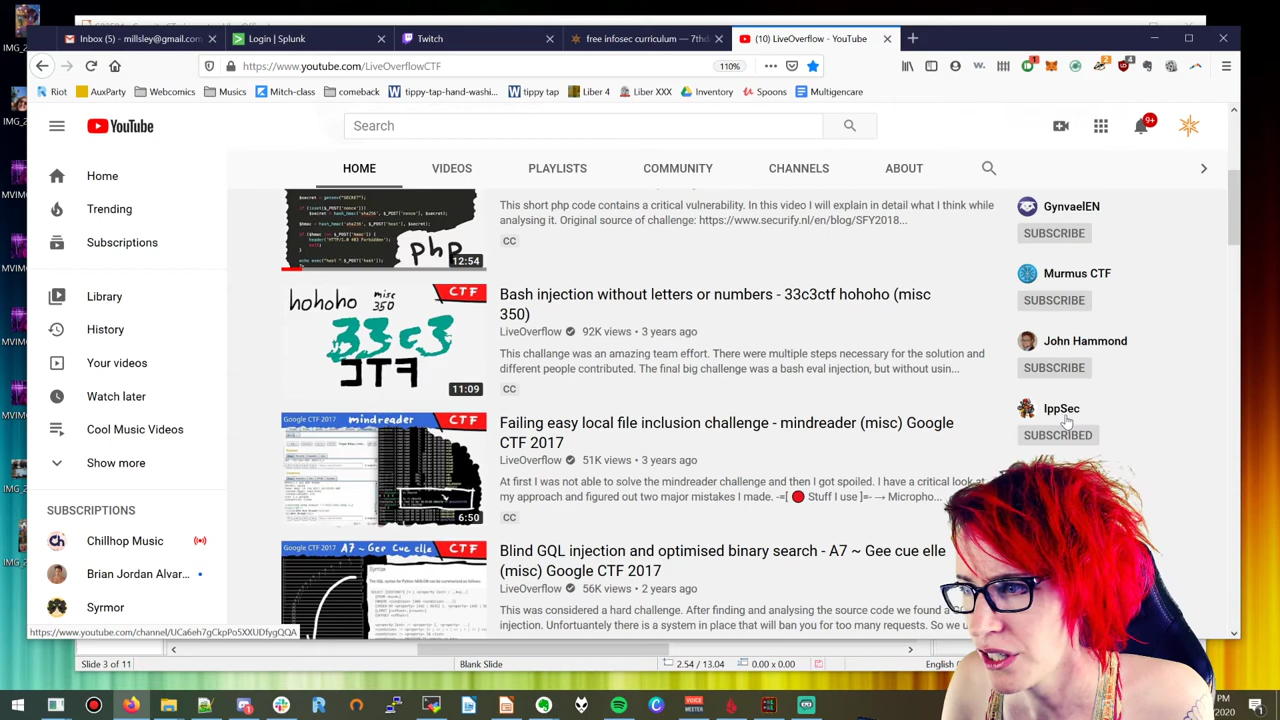 Inbox (5) - millsley@gmail.com
Login | Splunk
Twitch
free infosec curriculum — 7thd
(10) LiveOverflow - YouTube
https://www.youtube.com/LiveOverflowCTF
110%
Riot
AuxParty
Webcomics
Musics
Mitch-class
comeback
tippy-tap-hand-washi...
tippy tap
Liber 4
Liber XXX
Inventory
Spoons
Multigencare
YouTube
Search
9+
HOME
VIDEOS
PLAYLISTS
COMMUNITY
CHANNELS
ABOUT
Home
Trending
Subscriptions
Library
History
Your videos
Watch later
Cool Music Videos
Show more
SUBSCRIPTIONS
Chillhop Music
rian Jordan Alvar...
Syrmor
php
12:54
This short php code contains a critical vulnerability. In this video I will explain in detail what I think while
analysing it. Original source of challenge: https://www.securify.nl/en/blog/SFY2018...
CC
hohoho misc
350
CTF
33c3
CTF
11:09
Bash injection without letters or numbers - 33c3ctf hohoho (misc
350)
LiveOverflow 92K views • 3 years ago
This challenge was an amazing team effort. There were multiple steps necessary for the solution and
different people contributed. The final big challenge was a bash eval injection, but without usin...
CC
Google CTF 2017
mindreader
CTF
6:50
Failing easy local file inclusion challenge - mindreader (misc) Google
CTF 2017
LiveOverflow 51K views • 3 years ago
At first I was not able to solve the mindreader challenge and then got spoiled. I have a critical look at
my approach and figured out two major mistakes I made. -=[ Stuff I use ]=- → Micropho...
CC
Google CTF 2017
A7 ~ Gee cue elle
CTF
Blind GQL injection and optimised binary search - A7 ~ Gee cue elle
(misc) Google CTF 2017
LiveOverflow 56K views • 2 years ago
This was considered a hard challenge. After finding and analysing the source code we found a
injection. Unfortunately there was a system in place that will ban you for too many requests. So we u
GynvaelEN
SUBSCRIBE
Murmus CTF
SUBSCRIBE
John Hammond
SUBSCRIBE
IppSec
SUBSCRIBED
https://www.youtube.com/channel/UCa6eh7gCkpPo5XXUDfygQQA
Slide 3 of 11
Blank Slide
2.54 / 13.04
0.00 x 0.00
English
PM
2020